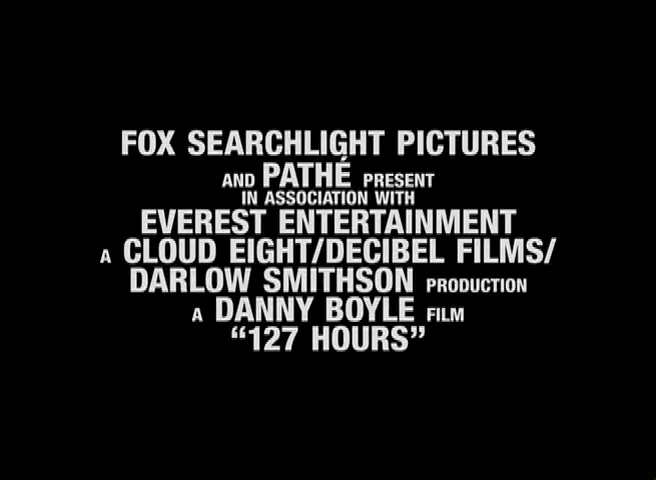 FOX SEARCHLIGHT PICTURES
AND PATHÉ PRESENT
IN ASSOCIATION WITH
EVEREST ENTERTAINMENT
A CLOUD EIGHT/DECIBEL FILMS/
DARLOW SMITHSON PRODUCTION
A DANNY BOYLE FILM
“127 HOURS”